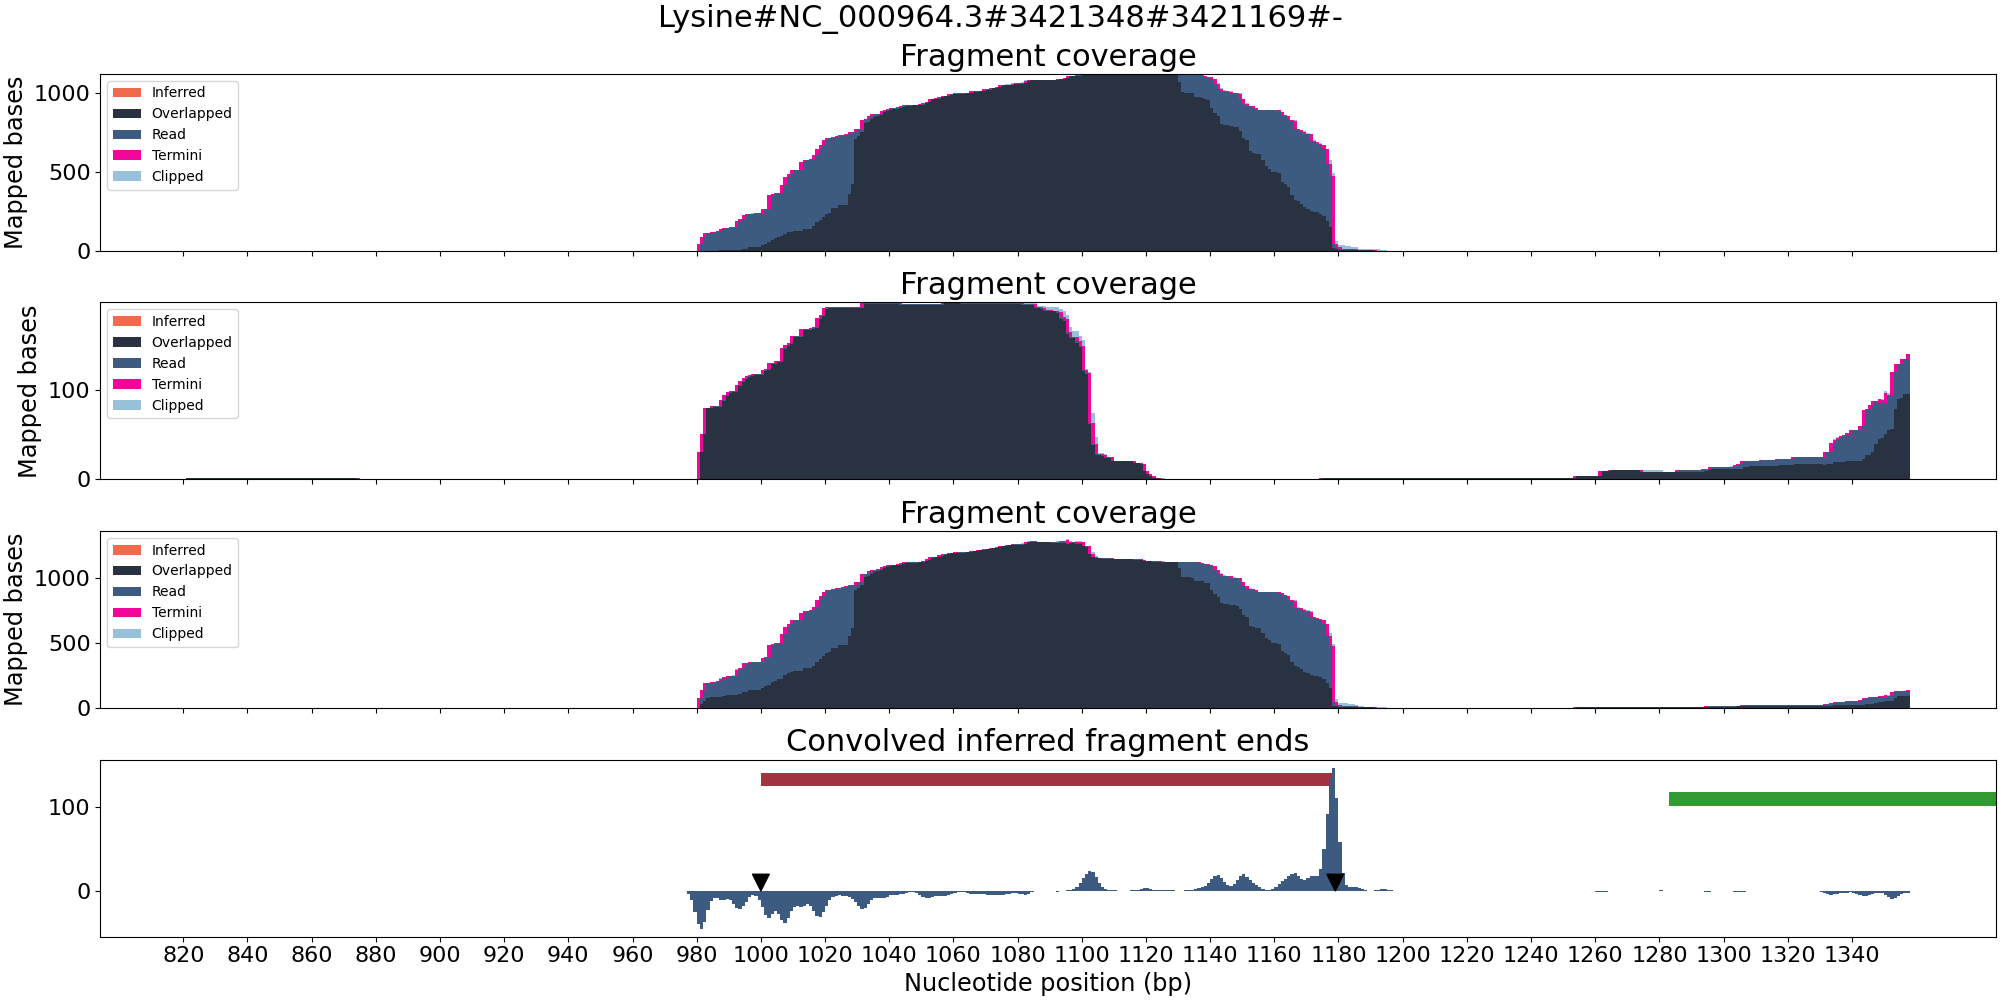 Lysine#NC_000964.3#3421348#3421169#-
Fragment coverage
Mapped bases
1000
500
0
Inferred
Overlapped
Read
Termini
Clipped
Fragment coverage
Mapped bases
100
0
Inferred
Overlapped
Read
Termini
Clipped
Fragment coverage
Mapped bases
1000
500
0
Inferred
Overlapped
Read
Termini
Clipped
Convolved inferred fragment ends
100
0
820 840 860 880 900 920 940 960 980 1000 1020 1040 1060 1080 1100 1120 1140 1160 1180 1200 1220 1240 1260 1280 1300 1320 1340
Nucleotide position (bp)